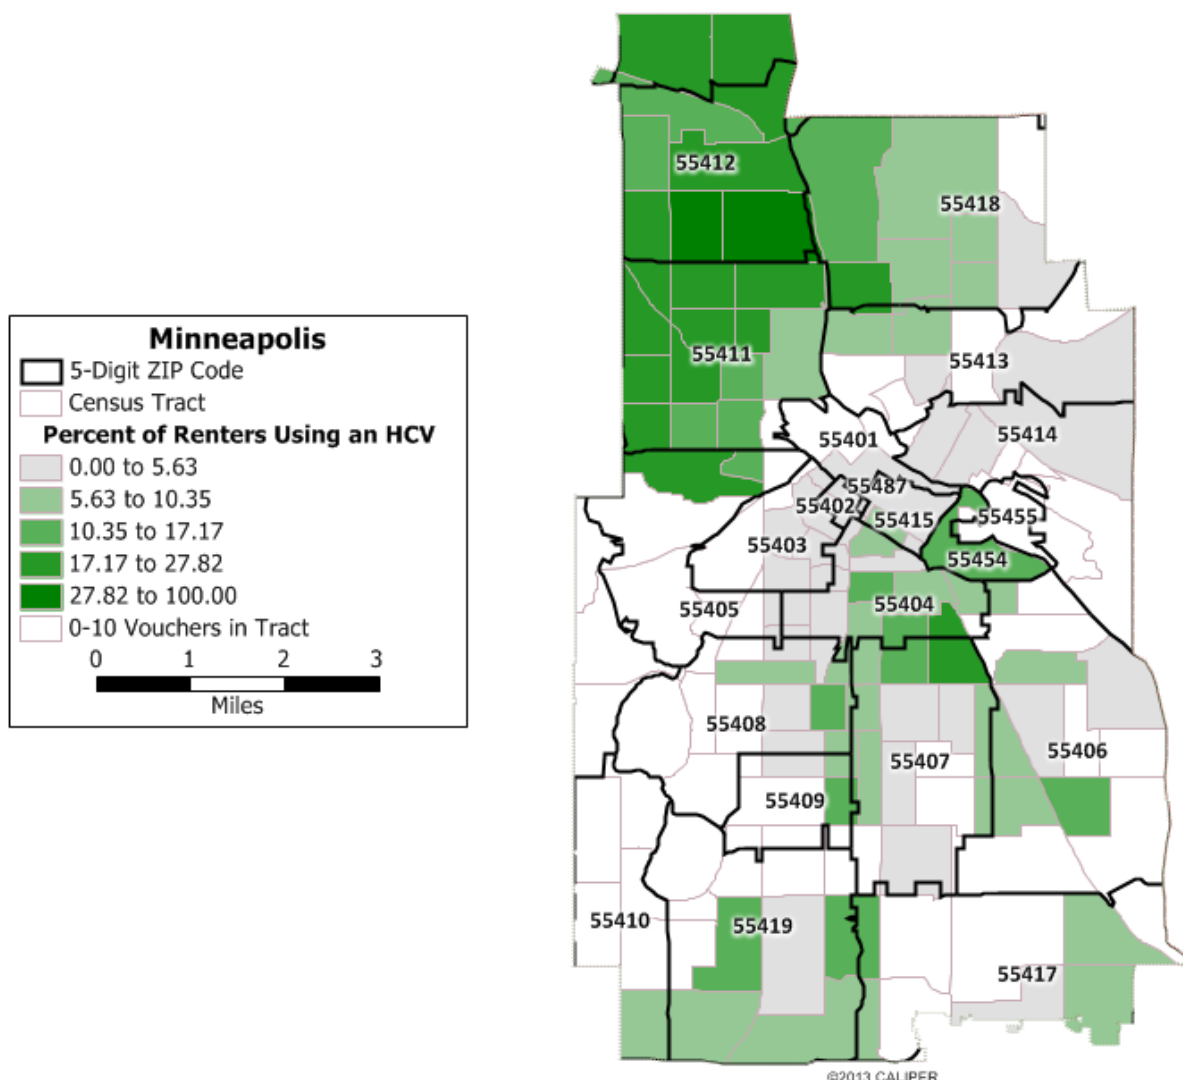 Minneapolis
5-Digit ZIP Code
Census Tract
Percent of Renters Using an HCV
0.00 to 5.63
5.63 to 10.35
10.35 to 17.17
17.17 to 27.82
27.82 to 100.00
0-10 Vouchers in Tract
0 1 2 3
Miles
55412
55418
55411
55413
55401
55414
55487
55402
55415
55455
55403
55454
55405
55404
55408
55406
55407
55409
55410
55419
55417
©2013 CALIPER